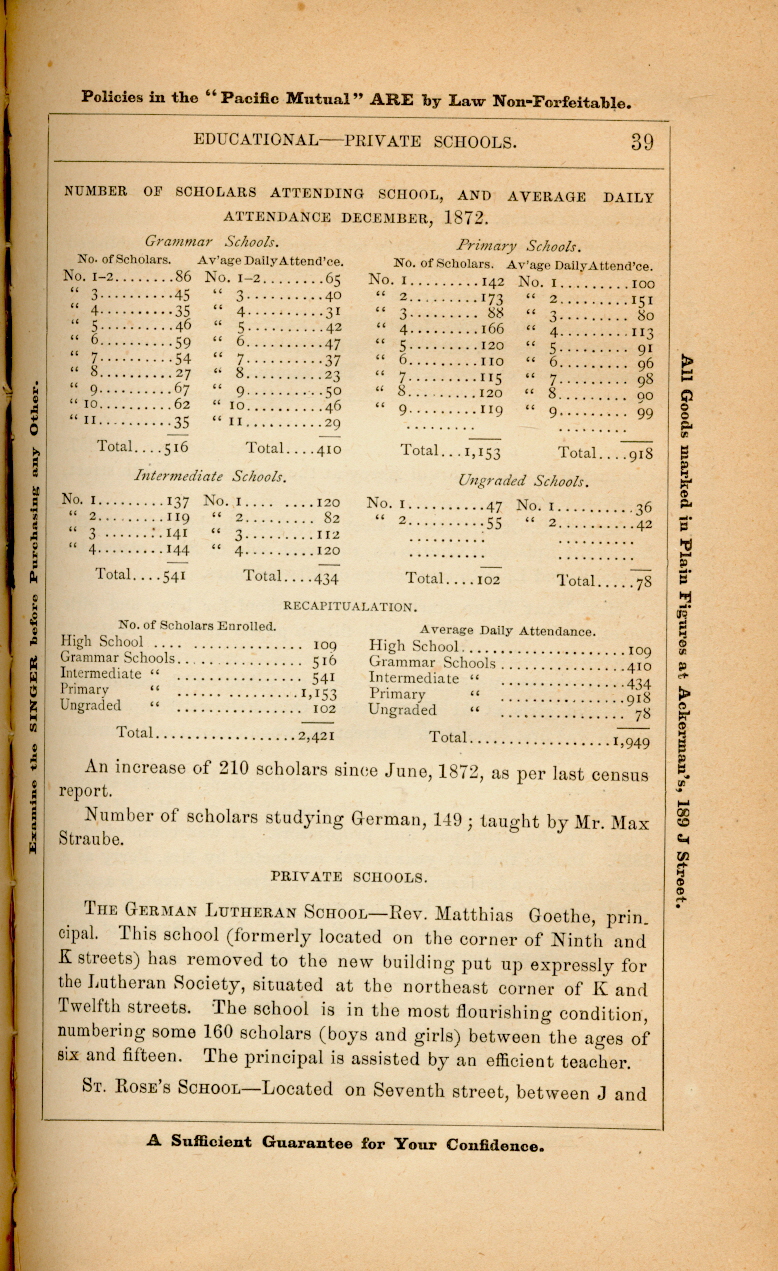 Policies in the “Pacific Mutual” ARE by Law Non-Forfeitable.
EDUCATIONAL—PRIVATE SCHOOLS. 39
NUMBER OF SCHOLARS ATTENDING SCHOOL, AND AVERAGE DAILY
ATTENDANCE DECEMBER, 1872.
Grammar Schools.
No. of Scholars. Av'age Daily Attend'ce.
No. 1-2........86 No. 1-2........65
“ 3..........45 “ 3..........40
“ 4..........35 “ 4..........31
“ 5..........46 “ 5..........42
“ 6..........59 “ 6..........47
“ 7..........54 “ 7..........37
“ 8..........27 “ 8..........23
“ 9..........67 “ 9..........50
“ 10.........62 “ 10.........46
“ 11.........35 “ 11.........29
Total....516 Total....410
Primary Schools.
No. of Scholars. Av'age Daily Attend'ce.
No. 1.........142 No. 1.........100
“ 2.........173 “ 2.........151
“ 3......... 88 “ 3......... 80
“ 4.........166 “ 4.........113
“ 5.........120 “ 5......... 91
“ 6.........110 “ 6......... 96
“ 7.........115 “ 7......... 98
“ 8.........120 “ 8......... 90
“ 9.........119 “ 9......... 99
......... .........
Total...1,153 Total....918
Intermediate Schools.
No. 1.........137 No. 1.... ....120
“ 2.........119 “ 2......... 82
“ 3 .......141 “ 3.........112
“ 4.........144 “ 4.........120
Total....541 Total....434
Ungraded Schools.
No. 1..........47 No. 1..........36
“ 2..........55 “ 2..........42
.......... ..........
.......... ..........
Total....102 Total.....78
RECAPITUALATION.
No. of Scholars Enrolled.
High School .... ............... 109
Grammar Schools.................. 516
Intermediate “ ................ 541
Primary “ ................1,153
Ungraded “ ................ 102
Total..................2,421
Average Daily Attendance.
High School.......................109
Grammar Schools ..................410
Intermediate “ ................434
Primary “ ................918
Ungraded “ ................ 78
Total.....................1,949
An increase of 210 scholars since June, 1872, as per last census
report.
Number of scholars studying German, 149; taught by Mr. Max
Straube.
PRIVATE SCHOOLS.
THE GERMAN LUTHERAN SCHOOL—Rev. Matthias Goethe, prin-
cipal. This school (formerly located on the corner of Ninth and
K streets) has removed to the new building put up expressly for
the Lutheran Society, situated at the northeast corner of K and
Twelfth streets. The school is in the most flourishing condition,
numbering some 160 scholars (boys and girls) between the ages of
six and fifteen. The principal is assisted by an efficient teacher.
ST. ROSE'S SCHOOL—Located on Seventh street, between J and
A Sufficient Guarantee for Your Confidence.
Examine the SINGER before Purchasing any Other.
All Goods marked in Plain Figures at Ackerman's, 189 J Street.